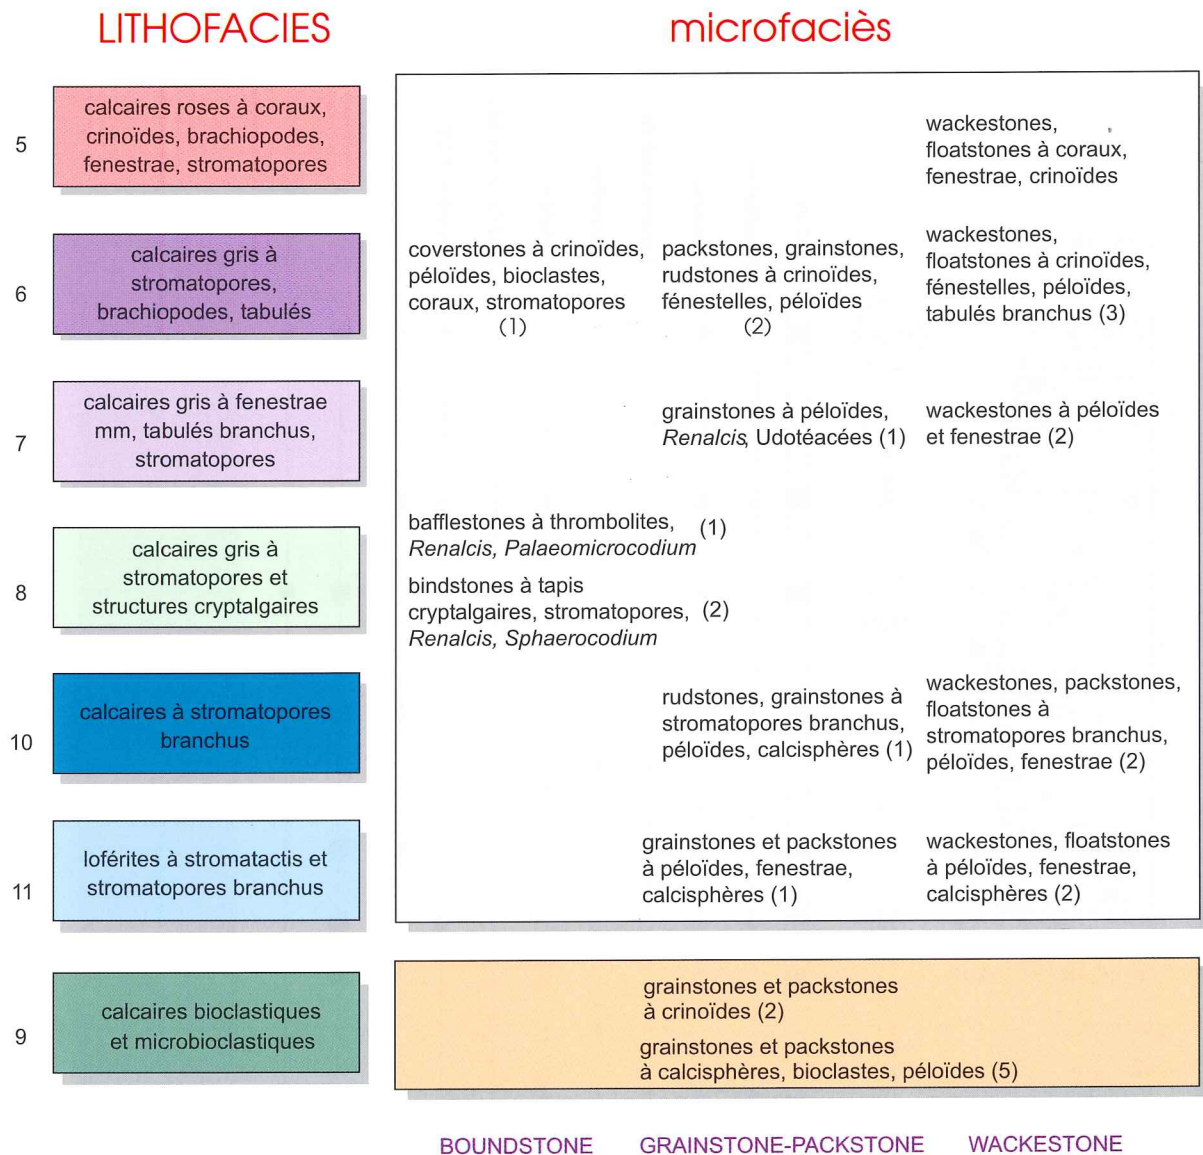 LITHOFACIES
microfaciès
5
calcaires roses à coraux,
crinoïdes, brachiopodes,
fenestrae, stromatopores
wackestones,
floatstones à coraux,
fenestrae, crinoïdes
6
calcaires gris à
stromatopores,
brachiopodes, tabulés
coverstones à crinoïdes,
péloïdes, bioclastes,
coraux, stromatopores
(1)
packstones, grainstones,
rudstones à crinoïdes,
fénestelles, péloïdes
(2)
wackestones,
floatstones à crinoïdes,
fénestelles, péloïdes,
tabulés branchus (3)
7
calcaires gris à fenestrae
mm, tabulés branchus,
stromatopores
grainstones à péloïdes,
Renalcis, Udotéacées (1)
wackestones à péloïdes
et fenestrae (2)
8
calcaires gris à
stromatopores et
structures cryptalgaires
bafflestones à thrombolites,
Renalcis, Palaeomicrocodium
(1)
bindstones à tapis
cryptalgaires, stromatopores,
Renalcis, Sphaerocodium
(2)
10
calcaires à stromatopores
branchus
rudstones, grainstones à
stromatopores branchus,
péloïdes, calcisphères (1)
wackestones, packstones,
floatstones à
stromatopores branchus,
péloïdes, fenestrae (2)
11
loférites à stromatactis et
stromatopores branchus
grainstones et packstones
à péloïdes, fenestrae,
calcisphères (1)
wackestones, floatstones
à péloïdes, fenestrae,
calcisphères (2)
9
calcaires bioclastiques
et microbioclastiques
grainstones et packstones
à crinoïdes (2)
grainstones et packstones
à calcisphères, bioclastes, péloïdes (5)
BOUNDSTONE
GRAINSTONE-PACKSTONE
WACKESTONE